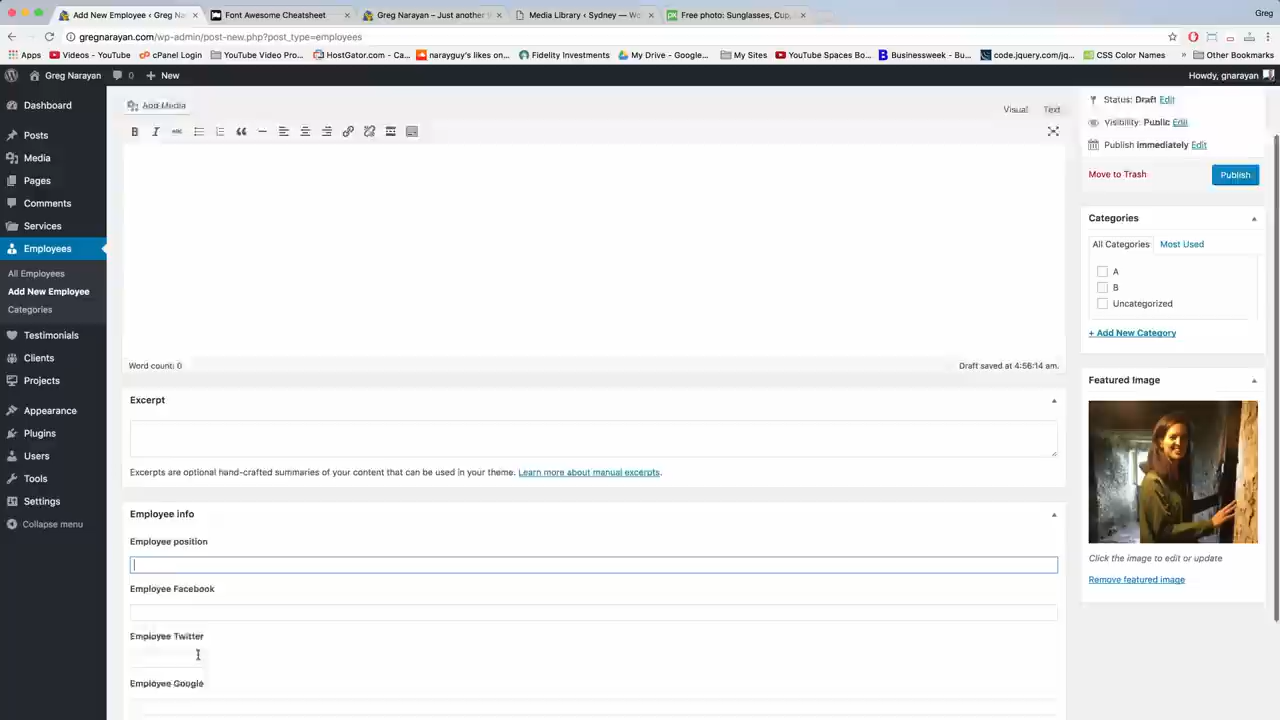 Add New Employee ‹ Greg Na
Font Awesome Cheatsheet
Greg Narayan – Just another W
Media Library ‹ Sydney — Wo
Free photo: Sunglasses, Cup,
Greg
gregnarayan.com/wp-admin/post-new.php?post_type=employees
Apps
Videos - YouTube
cPanel Login
YouTube Video Pro...
HostGator.com - Ca...
narayguy's likes on...
Fidelity Investments
My Drive - Google...
My Sites
YouTube Spaces Bo...
Businessweek - Bu...
code.jquery.com/jq...
CSS Color Names
Other Bookmarks
Greg Narayan
0
New
Howdy, gnarayan
Dashboard
Posts
Media
Pages
Comments
Services
Employees
All Employees
Add New Employee
Categories
Testimonials
Clients
Projects
Appearance
Plugins
Users
Tools
Settings
Collapse menu
Add Media
Visual
Text
Word count: 0
Draft saved at 4:56:14 am.
Excerpt
Excerpts are optional hand-crafted summaries of your content that can be used in your theme. Learn more about manual excerpts.
Employee info
Employee position
Employee Facebook
Employee Twitter
Employee Google
Status: Draft Edit
Visibility: Public Edit
Publish immediately Edit
Move to Trash
Publish
Categories
All Categories
Most Used
A
B
Uncategorized
+ Add New Category
Featured Image
Click the image to edit or update
Remove featured image